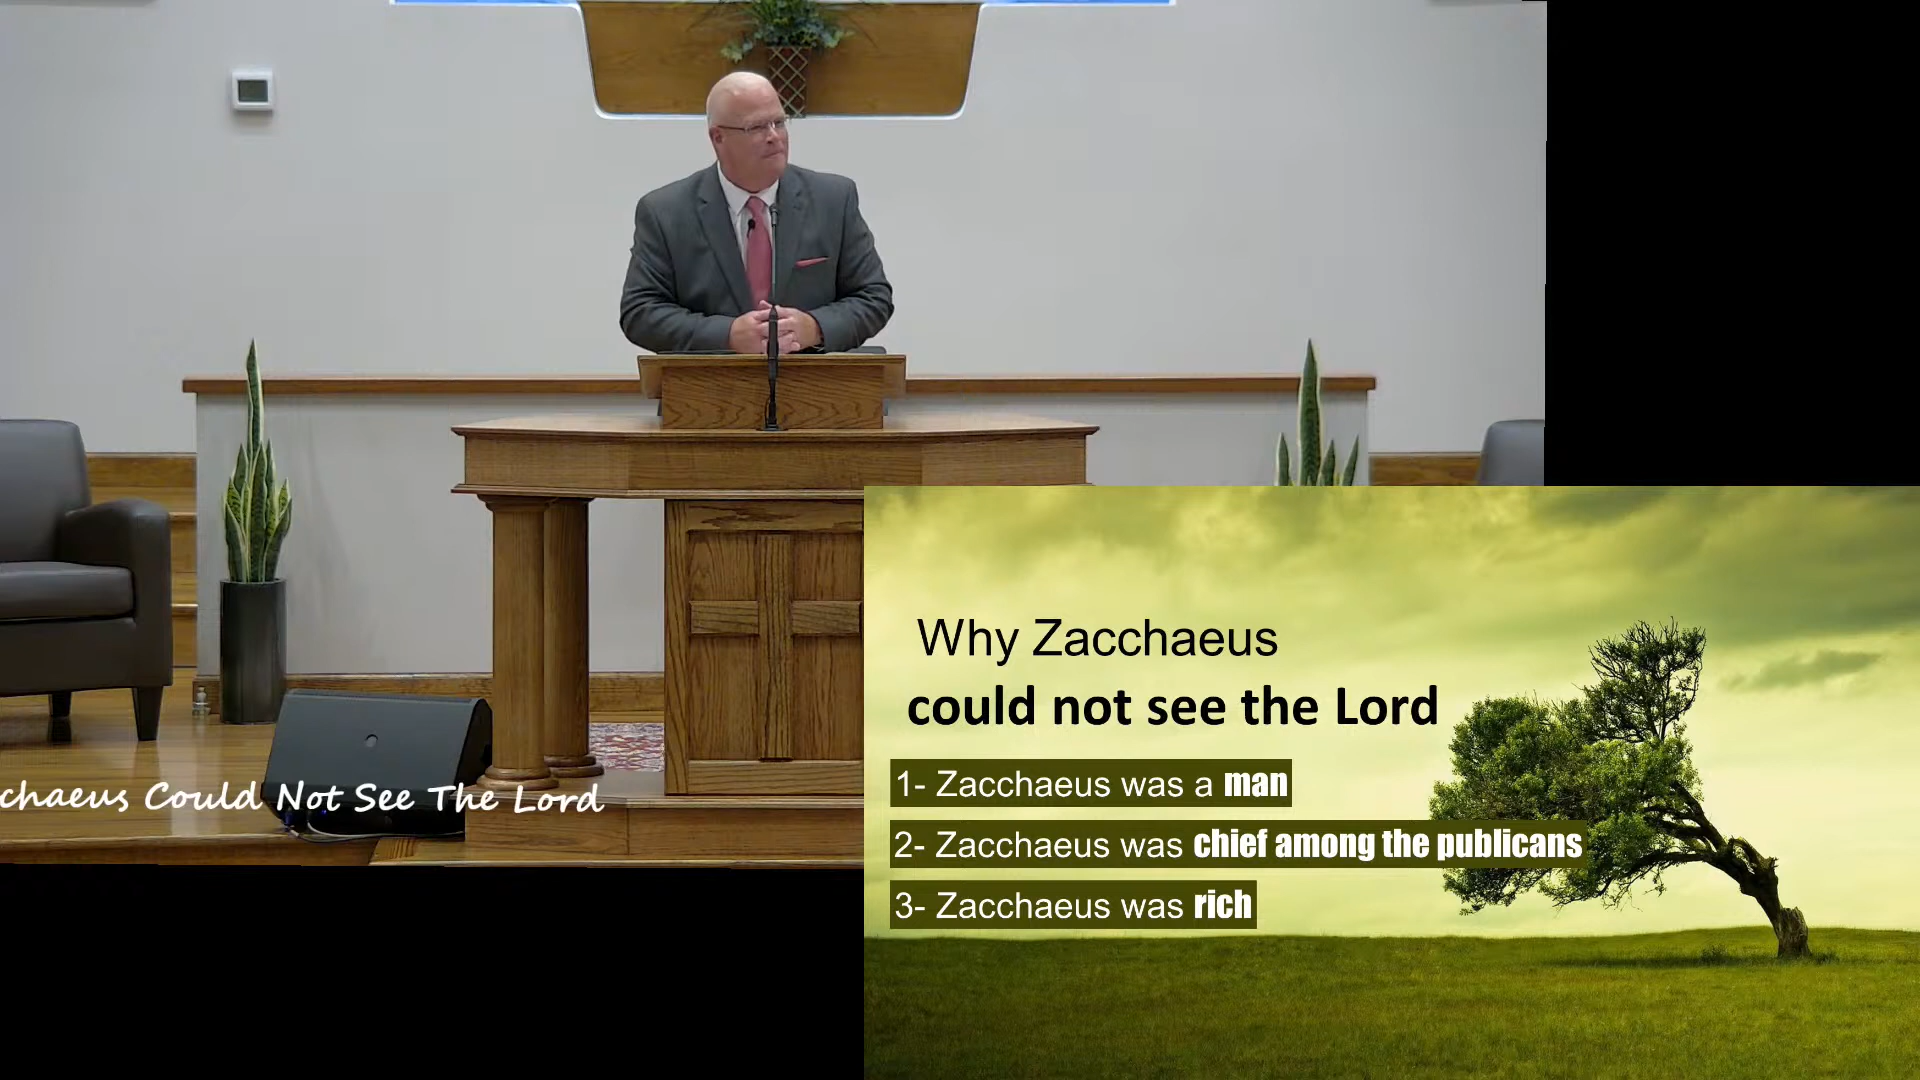 chaeus Could Not See The Lord
Why Zacchaeus
could not see the Lord
1- Zacchaeus was a man
2- Zacchaeus was chief among the publicans
3- Zacchaeus was rich